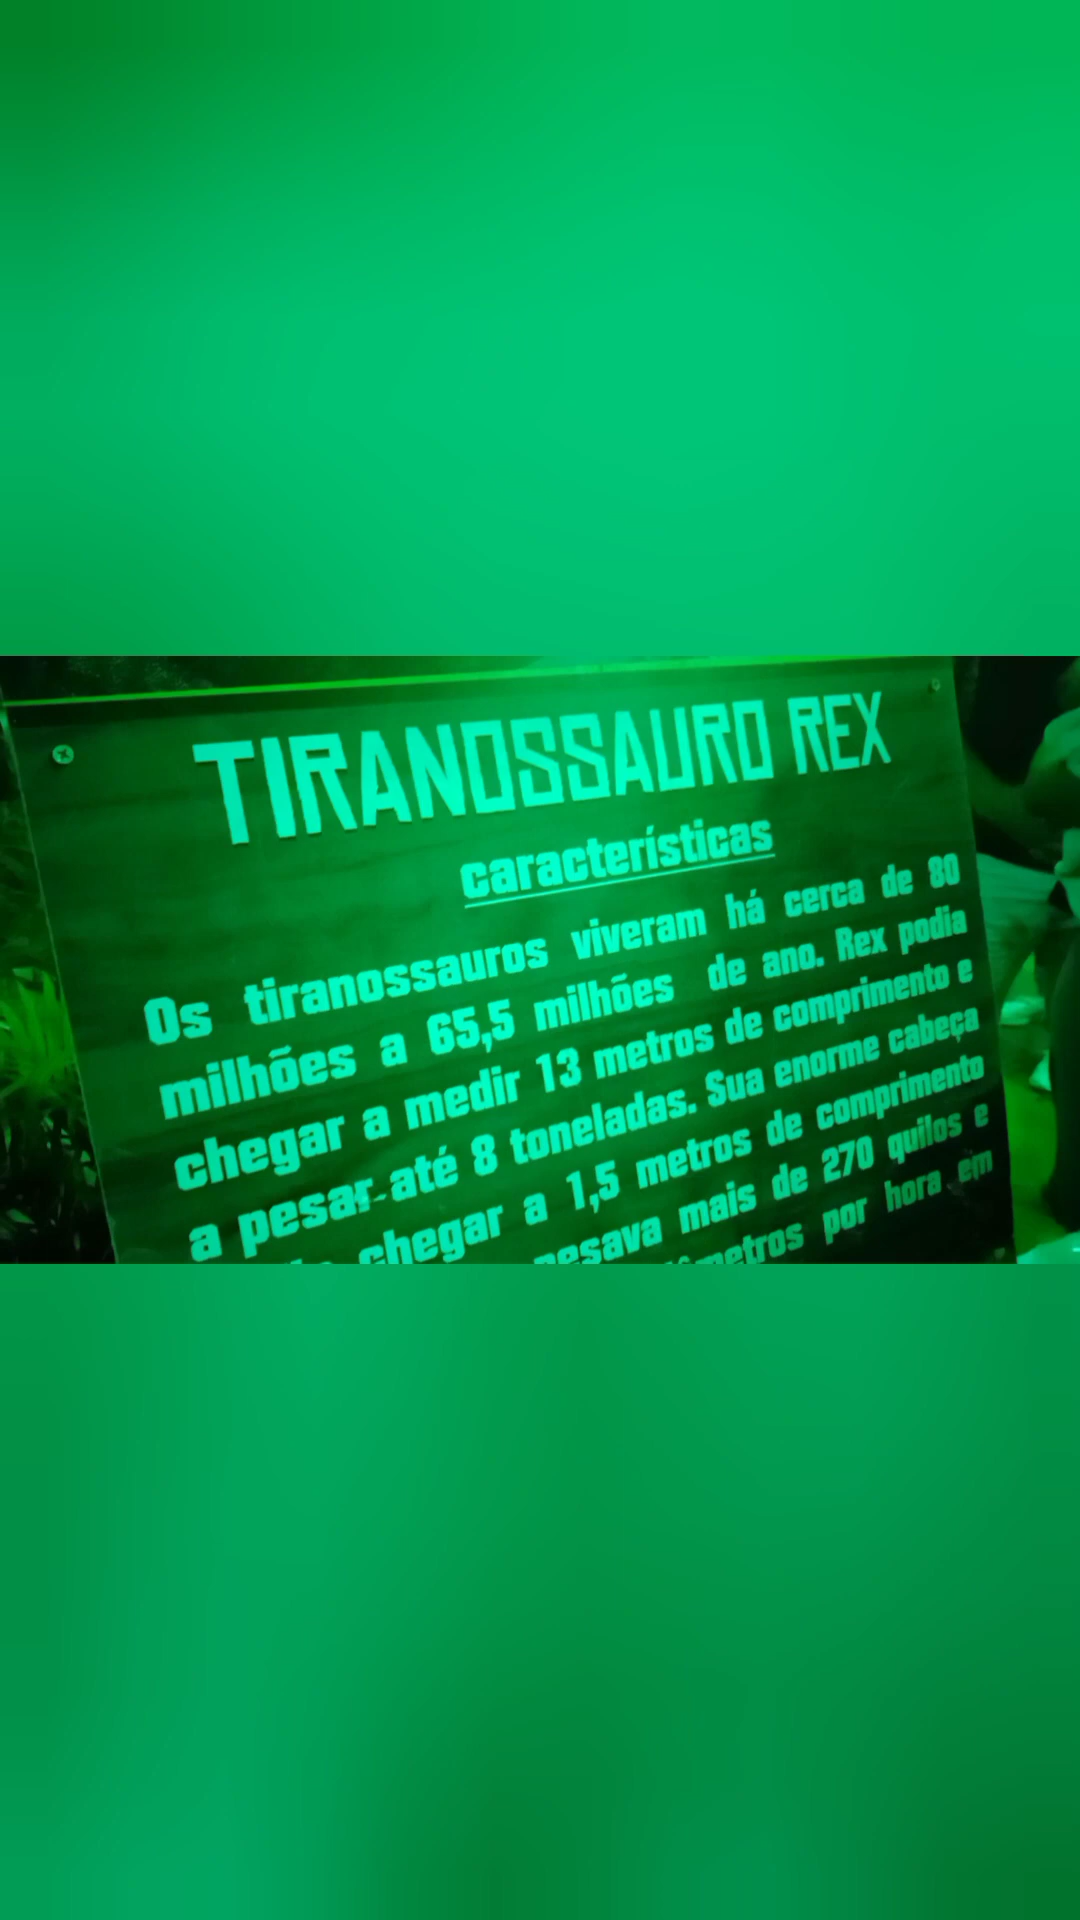 TIRANOSSAURO REX
características
Os tiranossauros viveram há cerca de 80
milhões a 65,5 milhões de ano. Rex podia
chegar a medir 13 metros de comprimento e
a pesar até 8 toneladas. Sua enorme cabeça
chegar a 1,5 metros de comprimento
pesava mais de 270 quilos e
por hora em